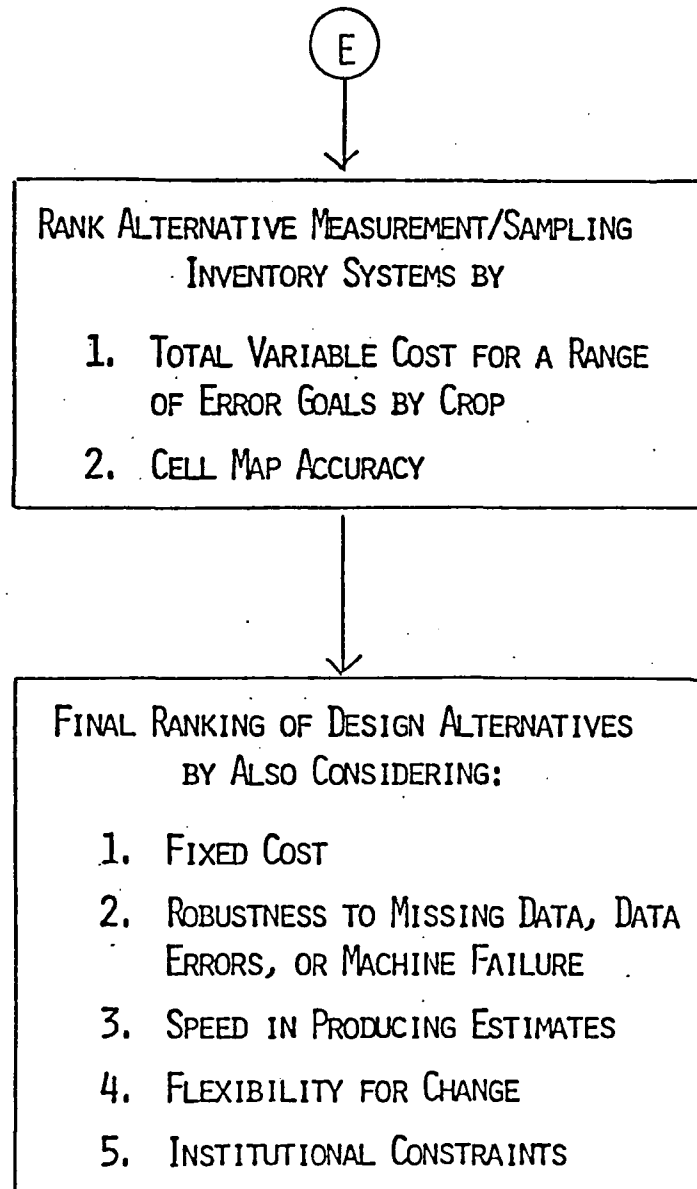 E
RANK ALTERNATIVE MEASUREMENT/SAMPLING
INVENTORY SYSTEMS BY
1. TOTAL VARIABLE COST FOR A RANGE
OF ERROR GOALS BY CROP
2. CELL MAP ACCURACY
FINAL RANKING OF DESIGN ALTERNATIVES
BY ALSO CONSIDERING:
1. FIXED COST
2. ROBUSTNESS TO MISSING DATA, DATA
ERRORS, OR MACHINE FAILURE
3. SPEED IN PRODUCING ESTIMATES
4. FLEXIBILITY FOR CHANGE
5. INSTITUTIONAL CONSTRAINTS